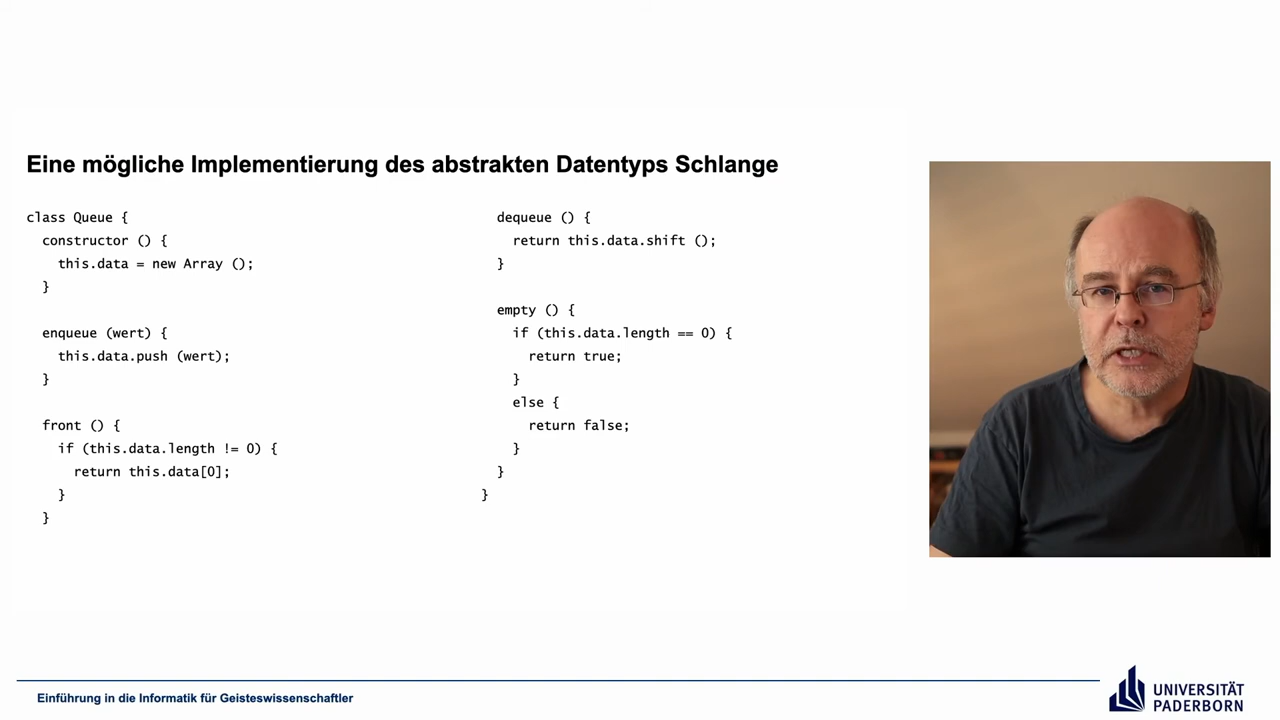 Eine mögliche Implementierung des abstrakten Datentyps Schlange
class Queue {
constructor () {
this.data = new Array ();
}
enqueue (wert) {
this.data.push (wert);
}
front () {
if (this.data.length != 0) {
return this.data[0];
}
}
dequeue () {
return this.data.shift ();
}
empty () {
if (this.data.length == 0) {
return true;
}
else {
return false;
}
}
}
Einführung in die Informatik für Geisteswissenschaftler
UNIVERSITÄT
PADERBORN